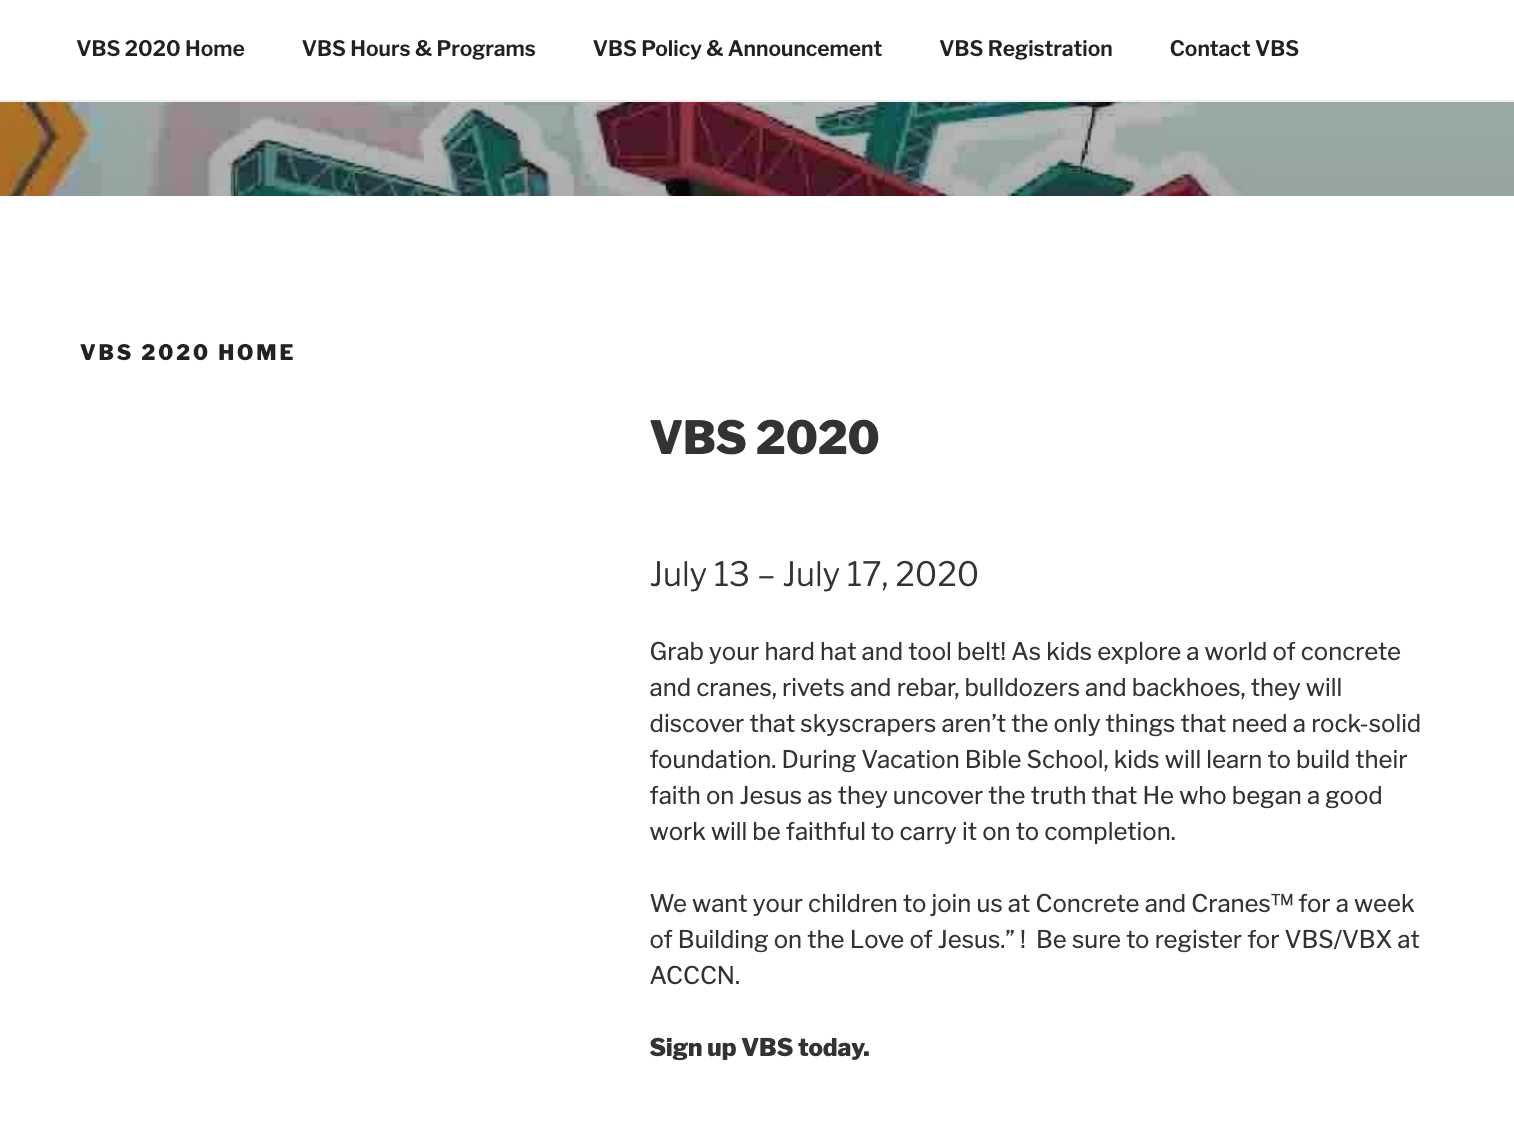 VBS 2020 Home VBS Hours & Programs VBS Policy & Announcement VBS Registration Contact VBS
VBS 2020 HOME
VBS 2020
July 13 – July 17, 2020
Grab your hard hat and tool belt! As kids explore a world of concrete
and cranes, rivets and rebar, bulldozers and backhoes, they will
discover that skyscrapers aren’t the only things that need a rock-solid
foundation. During Vacation Bible School, kids will learn to build their
faith on Jesus as they uncover the truth that He who began a good
work will be faithful to carry it on to completion.
We want your children to join us at Concrete and Cranes™ for a week
of Building on the Love of Jesus.” ! Be sure to register for VBS/VBX at
ACCCN.
Sign up VBS today.